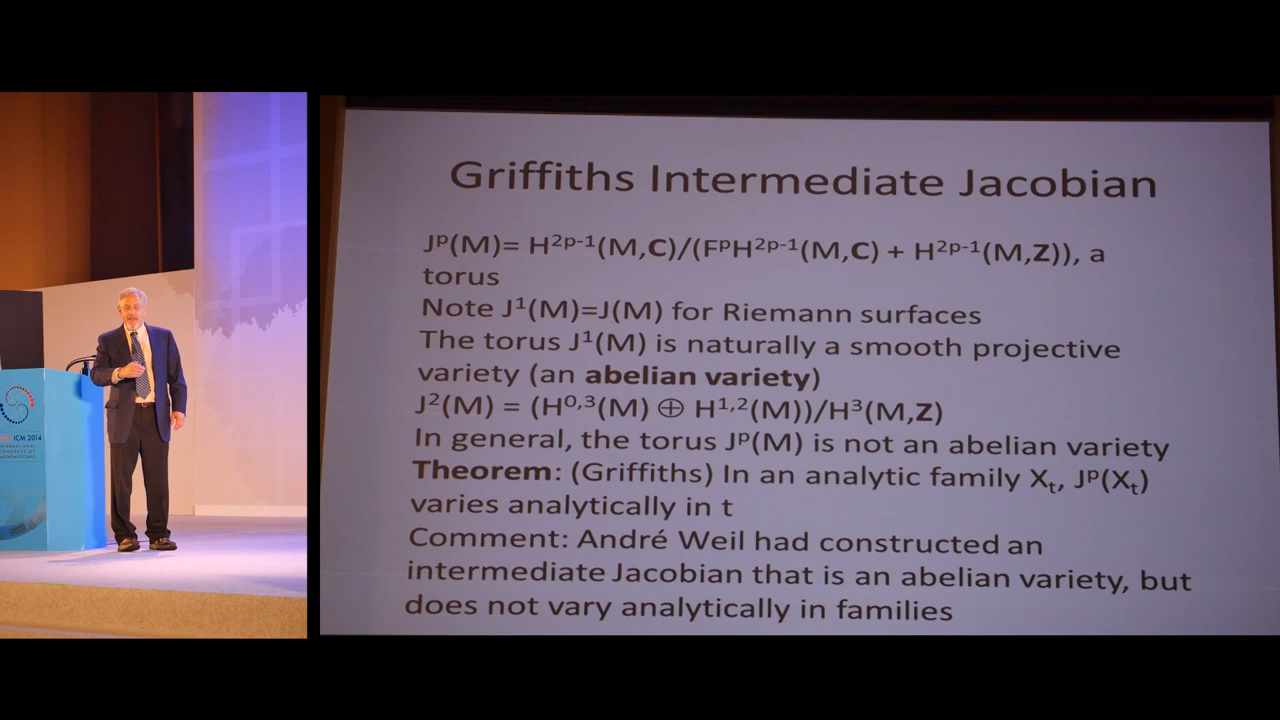 Griffiths Intermediate Jacobian
Jᵖ(M)= H²ᵖ⁻¹(M,C)/(FᵖH²ᵖ⁻¹(M,C) + H²ᵖ⁻¹(M,Z)), a
torus
Note J¹(M)=J(M) for Riemann surfaces
The torus J¹(M) is naturally a smooth projective
variety (an abelian variety)
J²(M) = (H⁰,³(M) ⊕ H¹,²(M))/H³(M,Z)
In general, the torus Jᵖ(M) is not an abelian variety
Theorem: (Griffiths) In an analytic family Xₜ, Jᵖ(Xₜ)
varies analytically in t
Comment: André Weil had constructed an
intermediate Jacobian that is an abelian variety, but
does not vary analytically in families
ICM 2014
INTERNATIONAL
CONGRESS OF
MATHEMATICIANS